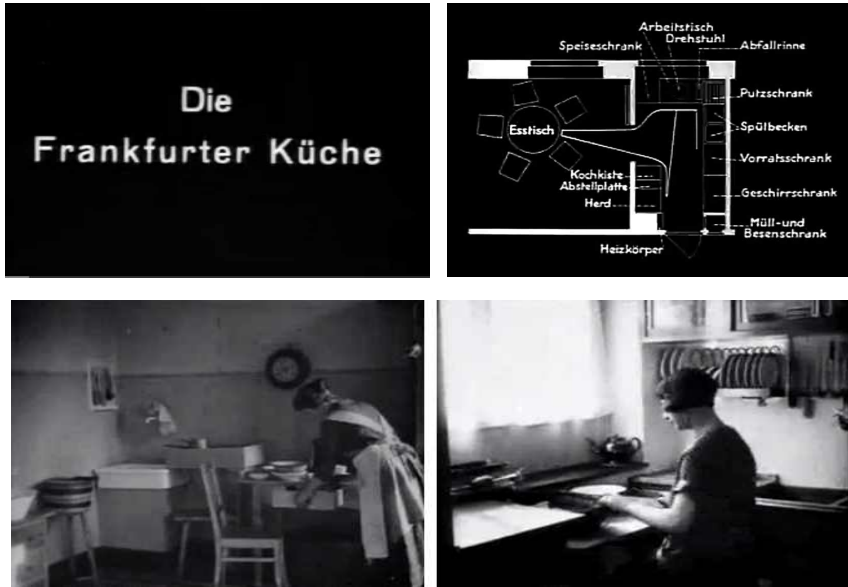 Die
Frankfurter Küche
Arbeitstisch
Drehstuhl
Speiseschrank
Abfallrinne
Putzschrank
Esstisch
Spülbecken
Vorratsschrank
Kochkiste
Abstellplatte
Geschirrschrank
Herd
Müll-und
Besenschrank
Heizkörper